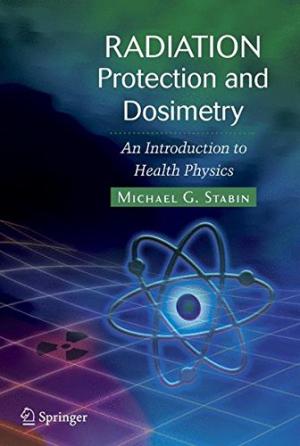 RADIATION
Protection and
Dosimetry
An Introduction to
Health Physics
MICHAEL G. STABIN
Springer